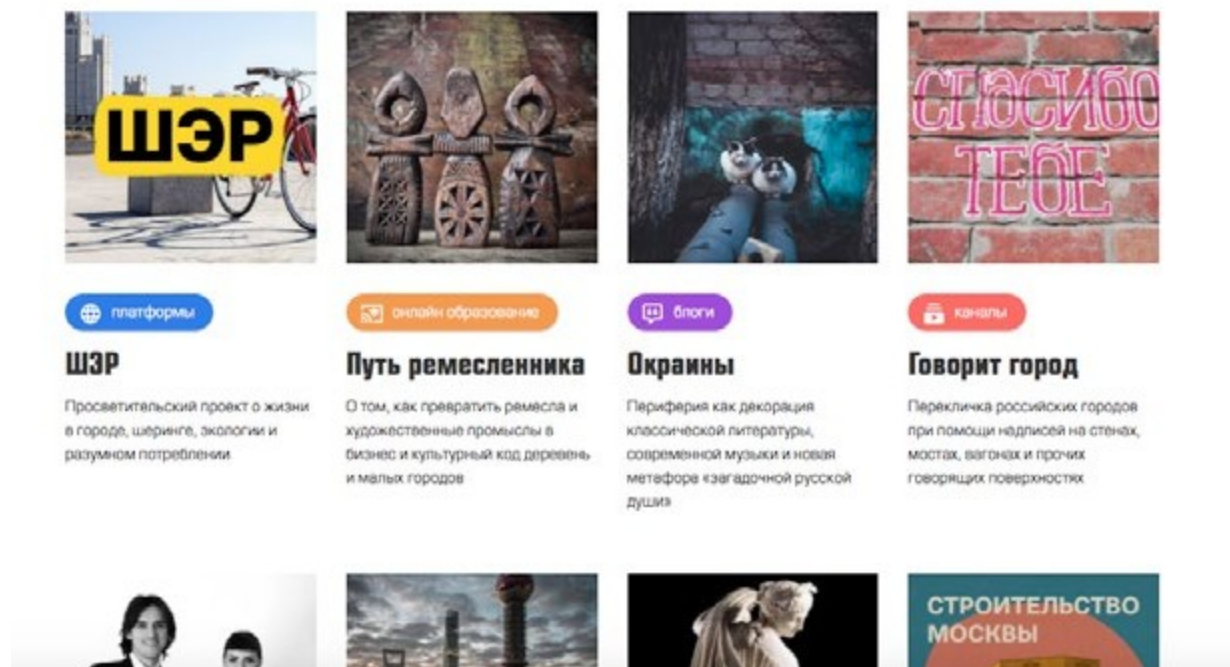 ШЭР
СПАСИБО
ТЕБЕ
платформы
ШЭР
Просветительский проект о жизни
в городе, шеринге, экологии и
разумном потреблении
онлайн образование
Путь ремесленника
О том, как превратить ремесла и
художественные промыслы в
бизнес и культурный код деревень
и малых городов
блоги
Окраины
Периферия как декорация
классической литературы,
современной музыки и новая
метафора «загадочной русской
души»
каналы
Говорит город
Перекличка российских городов
при помощи надписей на стенах,
мостах, вагонах и прочих
говорящих поверхностях
СТРОИТЕЛЬСТВО
МОСКВЫ